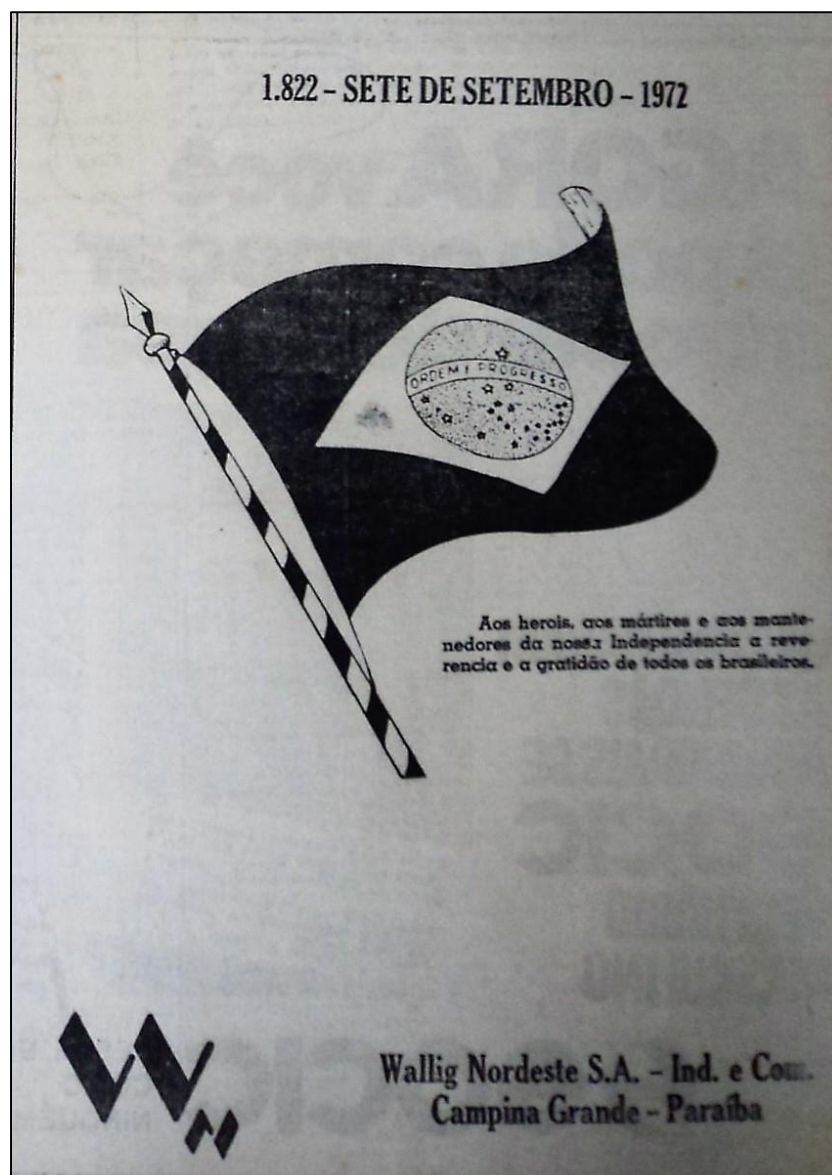 1.822 – SETE DE SETEMBRO – 1972
ORDEM E PROGRESSO
Aos herois, aos mártires e aos mante-
nedores da nossa Independencia a reve-
rencia e a gratidão de todos os brasileiros.
Wallig Nordeste S.A. – Ind. e Com.
Campina Grande – Paraíba